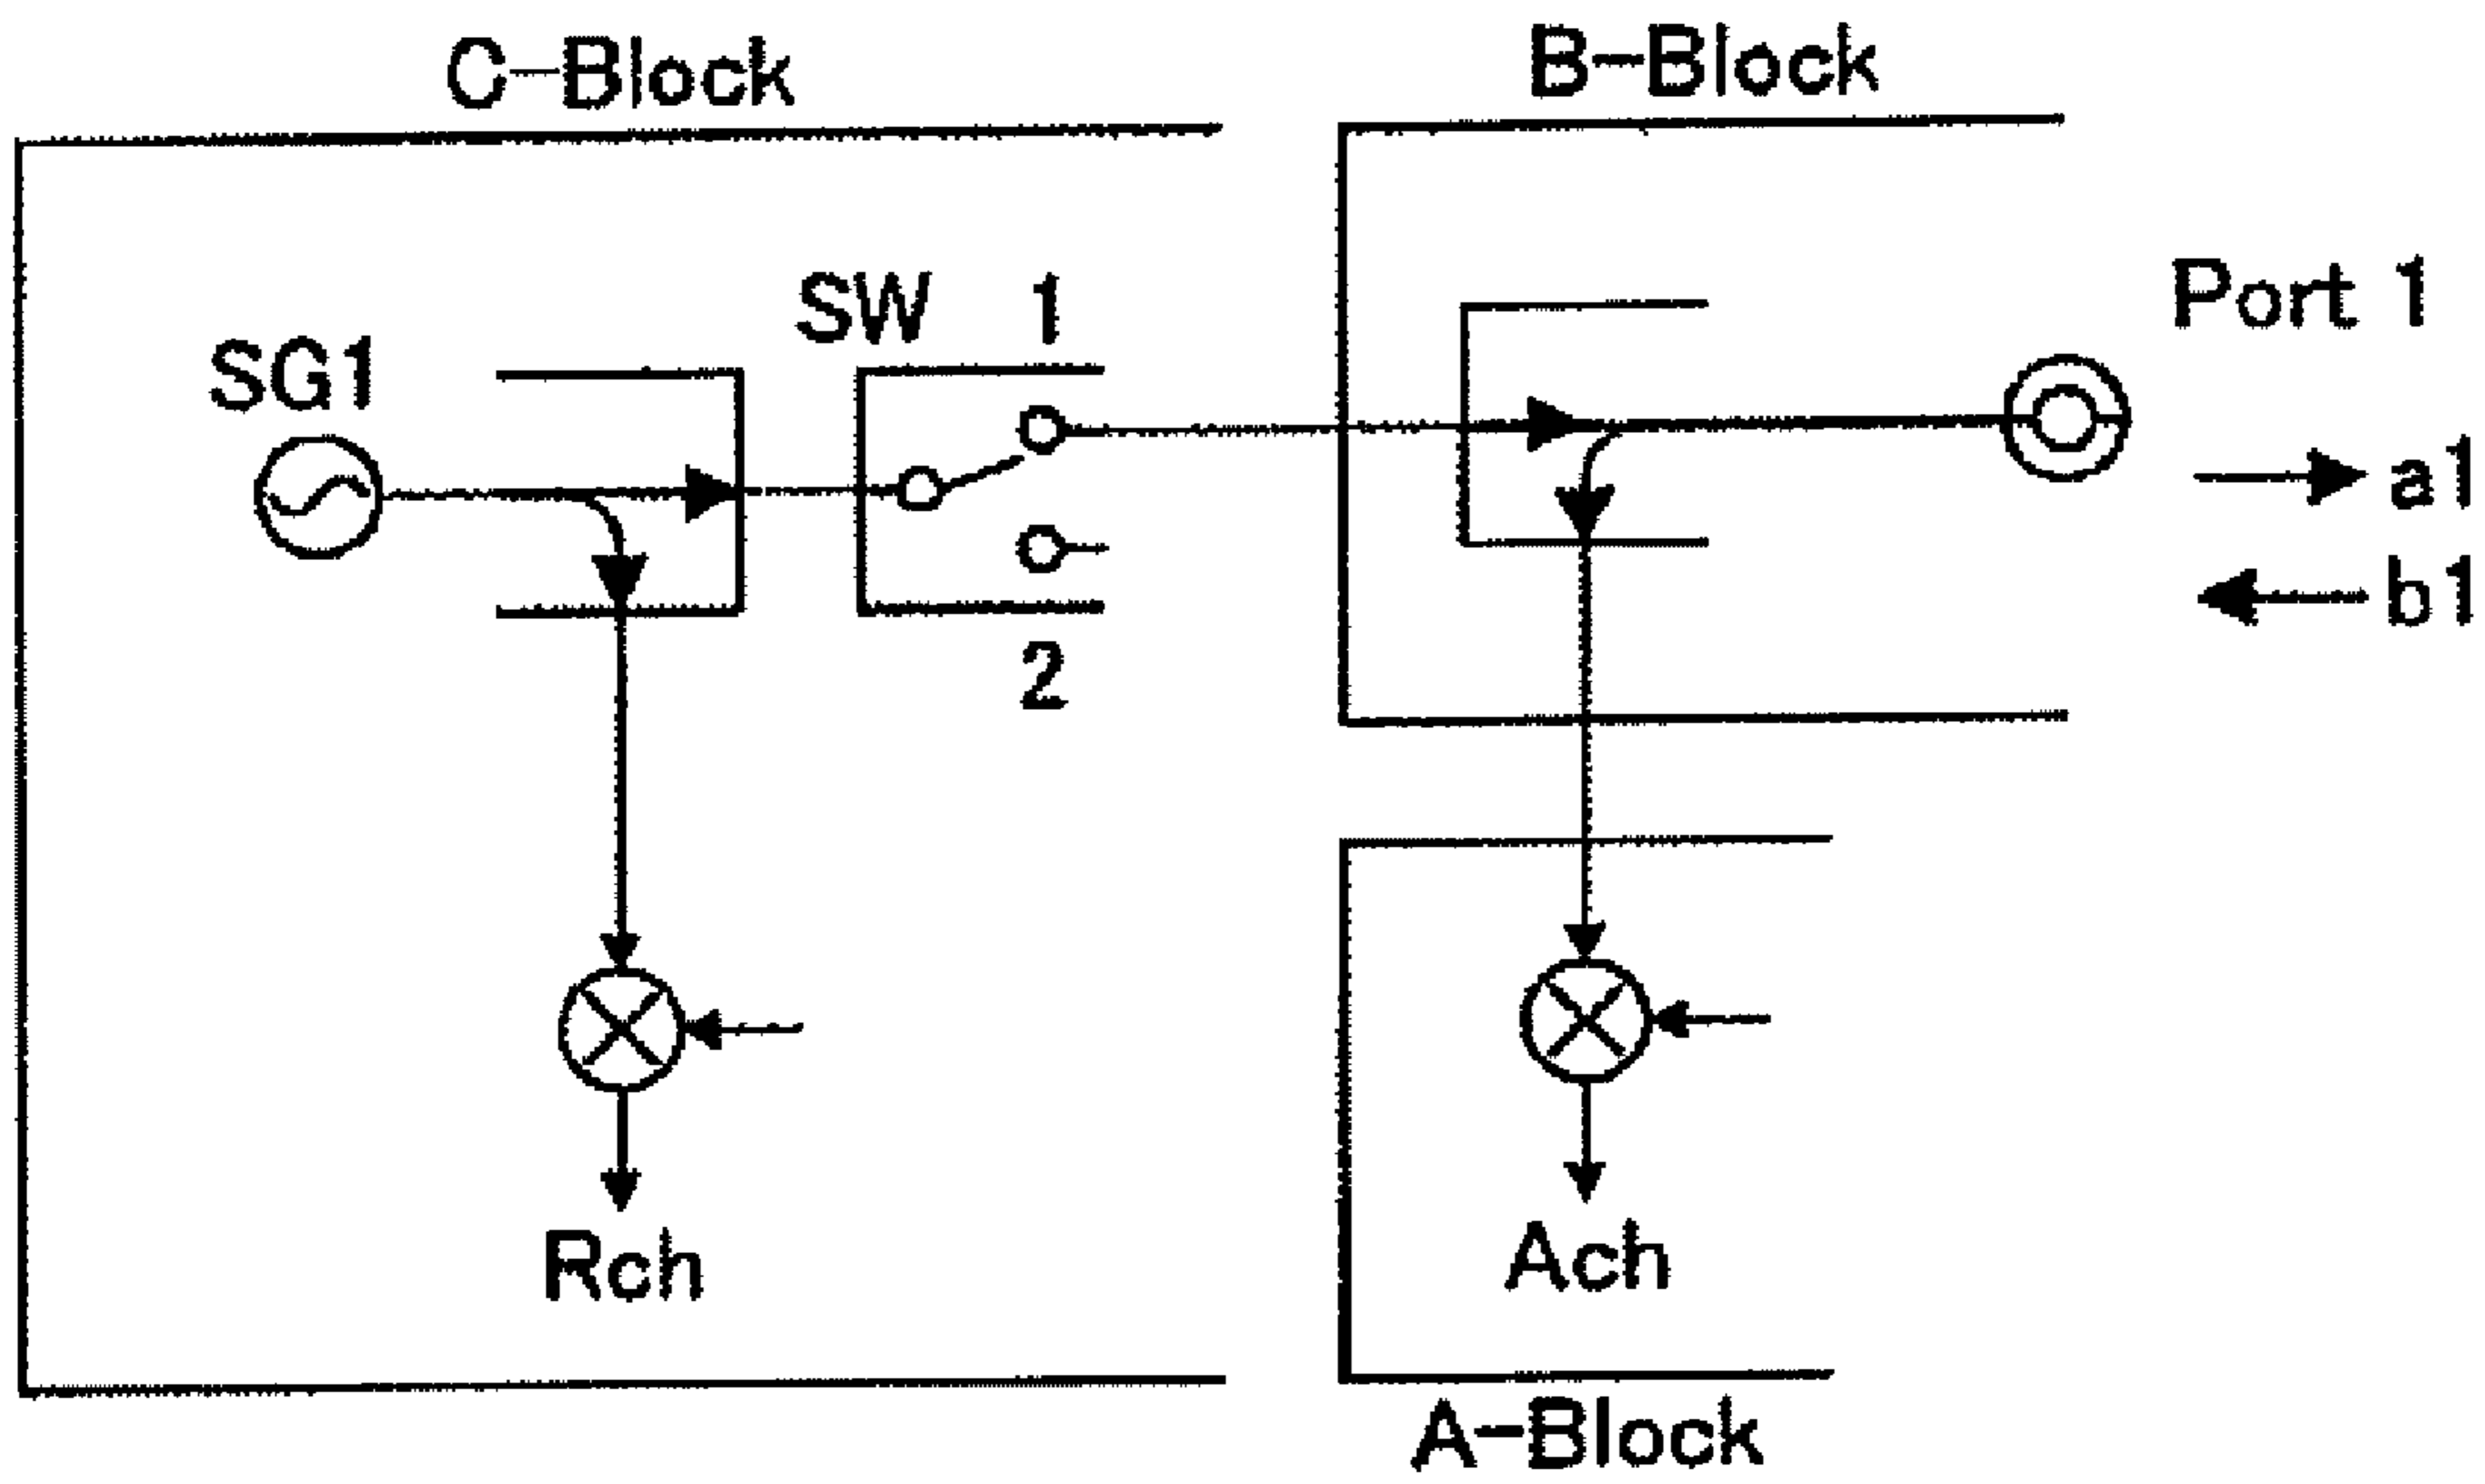 C-Block
B-Block
SW 1
Port 1
SG1
a1
b1
2
Rch
Ach
A-Block